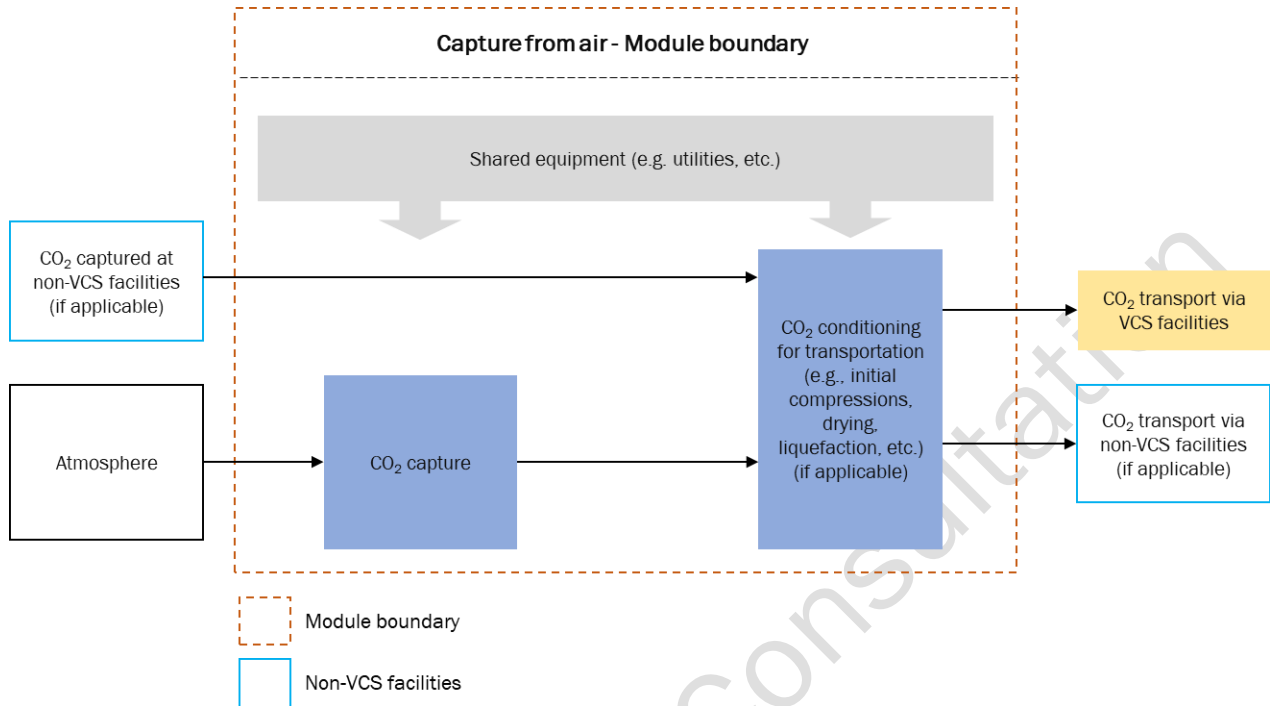 Capture from air - Module boundary
Shared equipment (e.g. utilities, etc.)
CO₂ captured at
non-VCS facilities
(if applicable)
CO₂ conditioning
for transportation
(e.g., initial
compressions,
drying,
liquefaction, etc.)
(if applicable)
CO₂ transport via
VCS facilities
Atmosphere
CO₂ capture
CO₂ transport via
non-VCS facilities
(if applicable)
Module boundary
Non-VCS facilities
Consultation